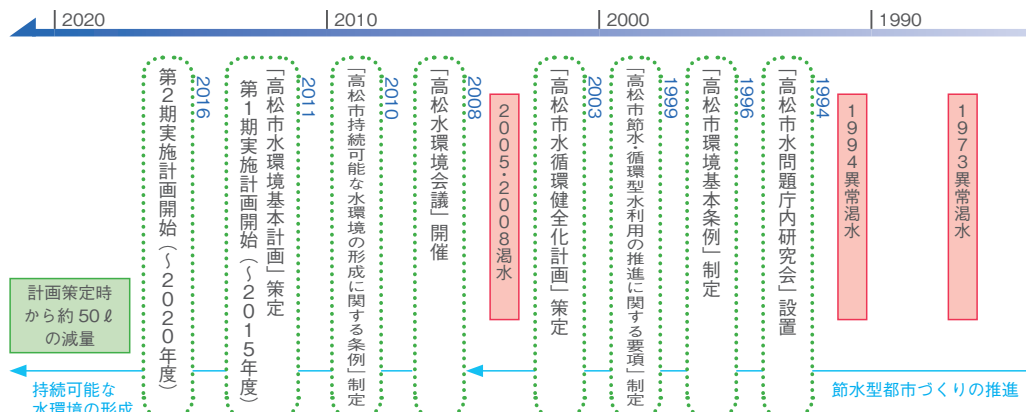 2020
2010
2000
1990
1973異常渇水
1994異常渇水
1994
「高松市水問題庁内研究会」設置
1996
「高松市環境基本条例」制定
1999
「高松市節水・循環型水利用の推進に関する要項」制定
2003
「高松市水循環健全化計画」策定
2005・2008渇水
2008
「高松水環境会議」開催
2010
「高松市持続可能な水環境の形成に関する条例」制定
2011
「高松市水環境基本計画」策定
第1期実施計画開始(~2015年度)
2016
第2期実施計画開始(~2020年度)
計画策定時
から約50ℓ
の減量
節水型都市づくりの推進
持続可能な
水環境の形成